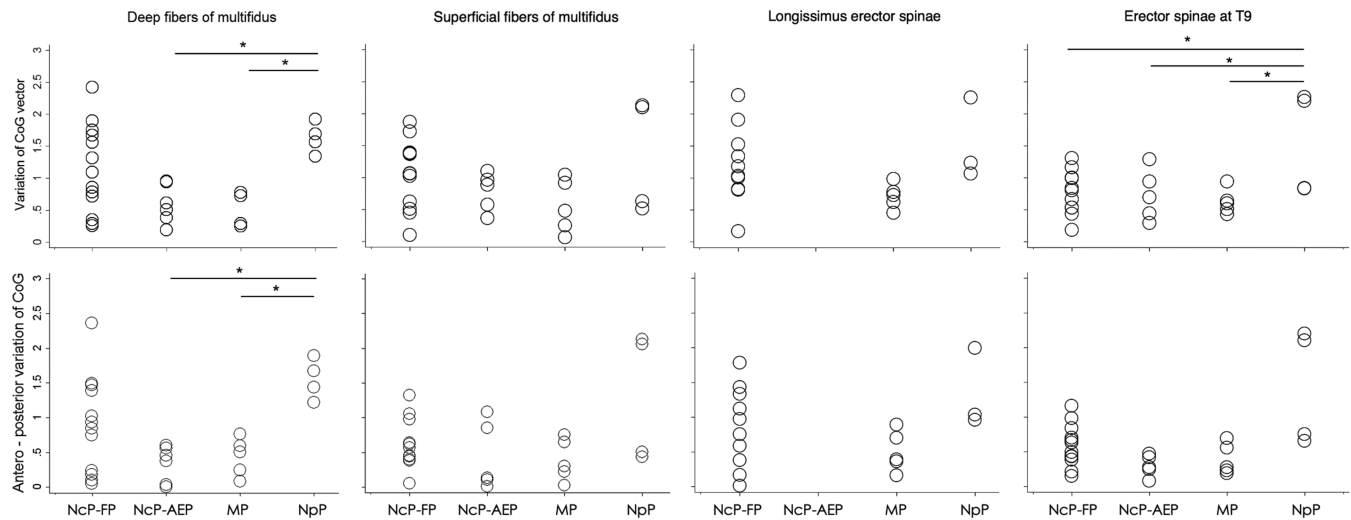 Deep fibers of multifidus
Superficial fibers of multifidus
Longissimus erector spinae
Erector spinae at T9
Variation of CoG vector
3
2.5
2
1.5
1
.5
0
*
*
*
*
*
Antero - posterior variation of CoG
3
2.5
2
1.5
1
.5
0
*
*
NcP-FP NcP-AEP MP NpP
NcP-FP NcP-AEP MP NpP
NcP-FP NcP-AEP MP NpP
NcP-FP NcP-AEP MP NpP